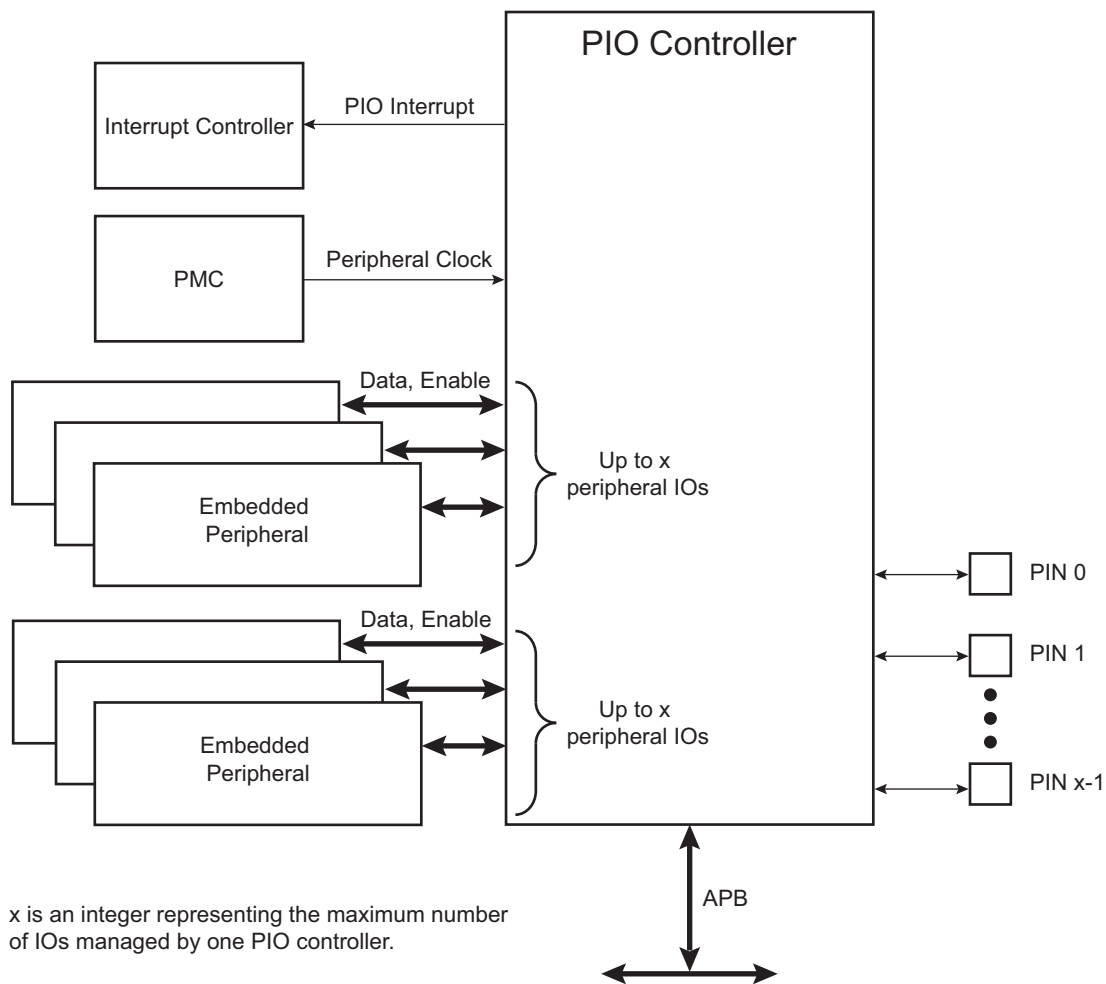 PIO Controller
PIO Interrupt
Interrupt Controller
Peripheral Clock
PMC
Data, Enable
Up to x
peripheral IOs
Embedded
Peripheral
PIN 0
Data, Enable
PIN 1
Up to x
peripheral IOs
Embedded
Peripheral
PIN x-1
APB
x is an integer representing the maximum number
of IOs managed by one PIO controller.